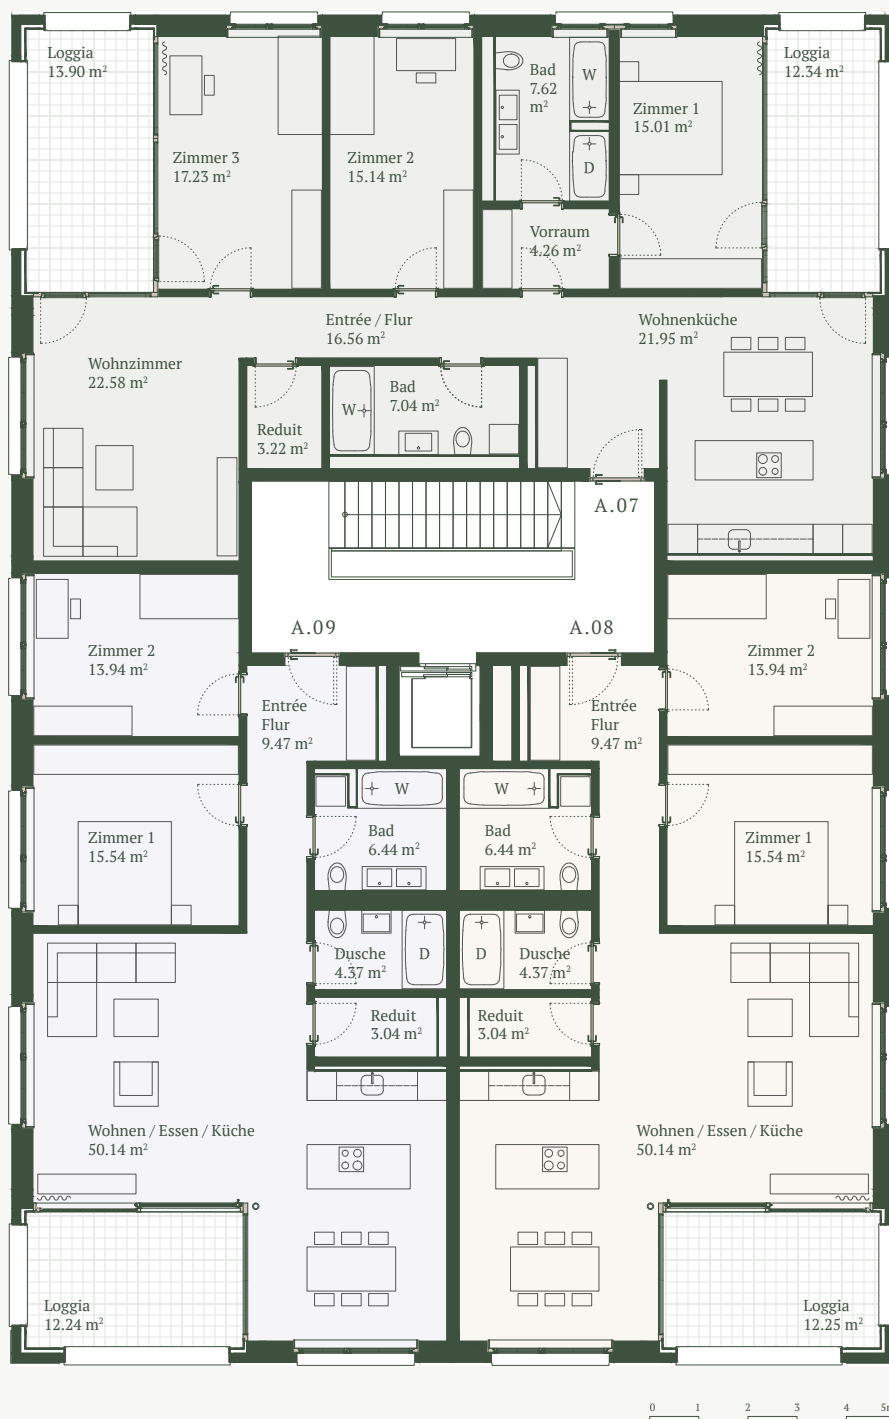 Loggia
13.90 m²
Zimmer 3
17.23 m²
Zimmer 2
15.14 m²
Bad
7.62
m²
W
D
Zimmer 1
15.01 m²
Loggia
12.34 m²
Vorraum
4.26 m²
Entrée / Flur
16.56 m²
Wohnenküche
21.95 m²
Wohnzimmer
22.58 m²
Reduit
3.22 m²
W
Bad
7.04 m²
A.07
A.09
A.08
Zimmer 2
13.94 m²
Entrée
Flur
9.47 m²
Entrée
Flur
9.47 m²
Zimmer 2
13.94 m²
Zimmer 1
15.54 m²
W
Bad
6.44 m²
W
Bad
6.44 m²
Zimmer 1
15.54 m²
Dusche
4.37 m²
D
D
Dusche
4.37 m²
Reduit
3.04 m²
Reduit
3.04 m²
Wohnen / Essen / Küche
50.14 m²
Wohnen / Essen / Küche
50.14 m²
Loggia
12.24 m²
Loggia
12.25 m²
0 1 2 3 4 5